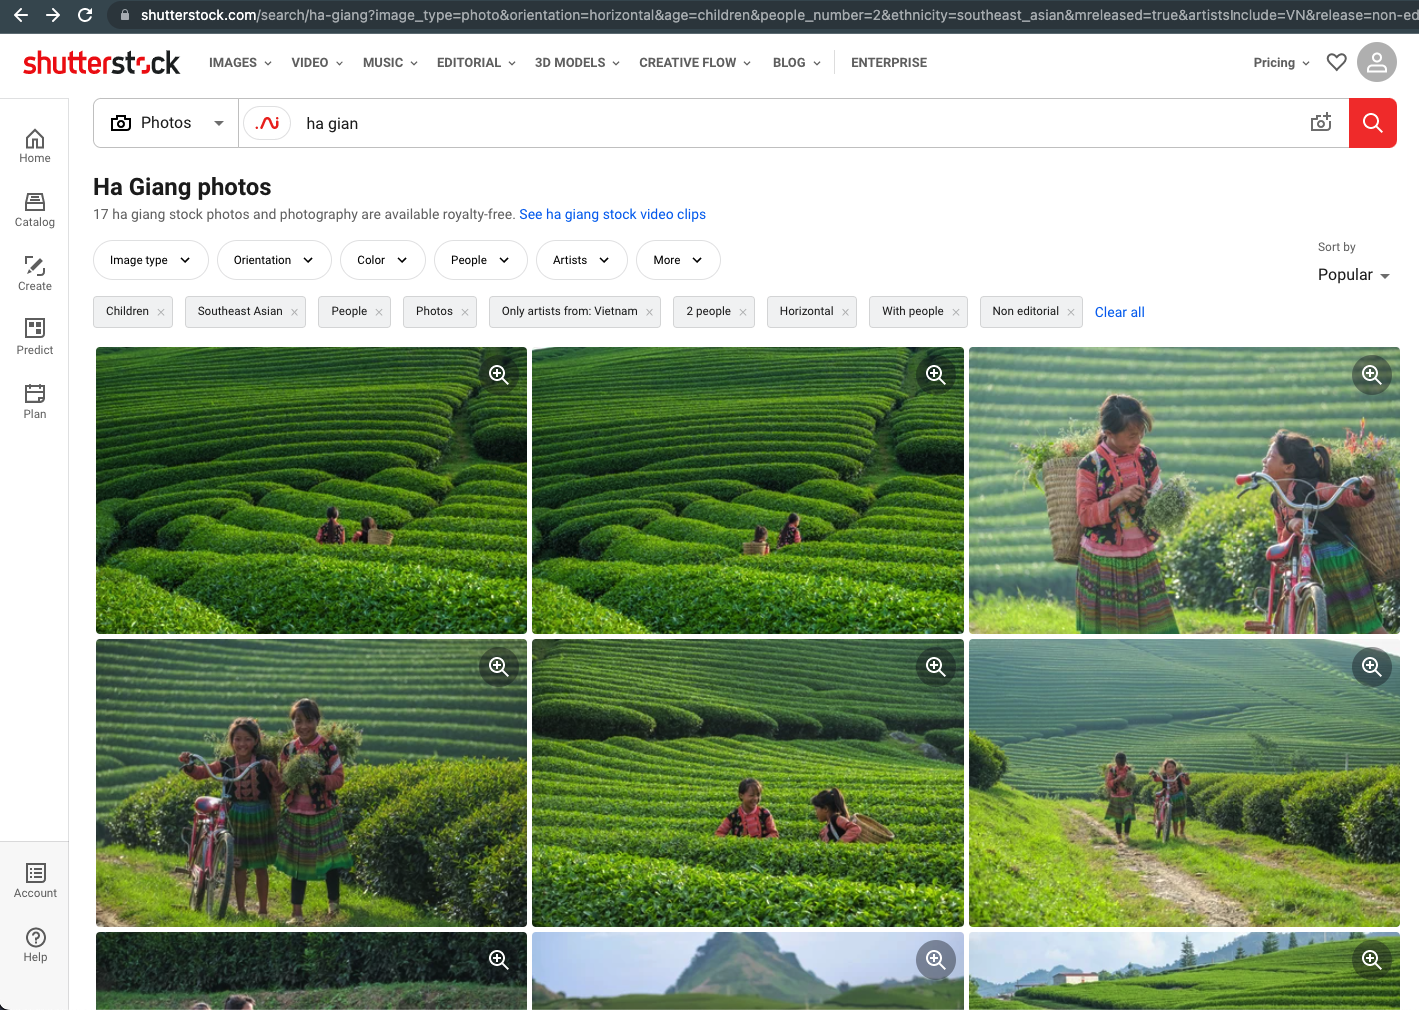 shutterstock.com/search/ha-giang?image_type=photo&orientation=horizontal&age=children&people_number=2&ethnicity=southeast_asian&mreleased=true&artistsInclude=VN&release=non-ed
shutterstock IMAGES VIDEO MUSIC EDITORIAL 3D MODELS CREATIVE FLOW BLOG ENTERPRISE Pricing
Photos .Ai ha gian
Home
Catalog
Create
Predict
Plan
Account
Help
Ha Giang photos
17 ha giang stock photos and photography are available royalty-free. See ha giang stock video clips
Image type Orientation Color People Artists More
Sort by
Popular
Children × Southeast Asian × People × Photos × Only artists from: Vietnam × 2 people × Horizontal × With people × Non editorial × Clear all